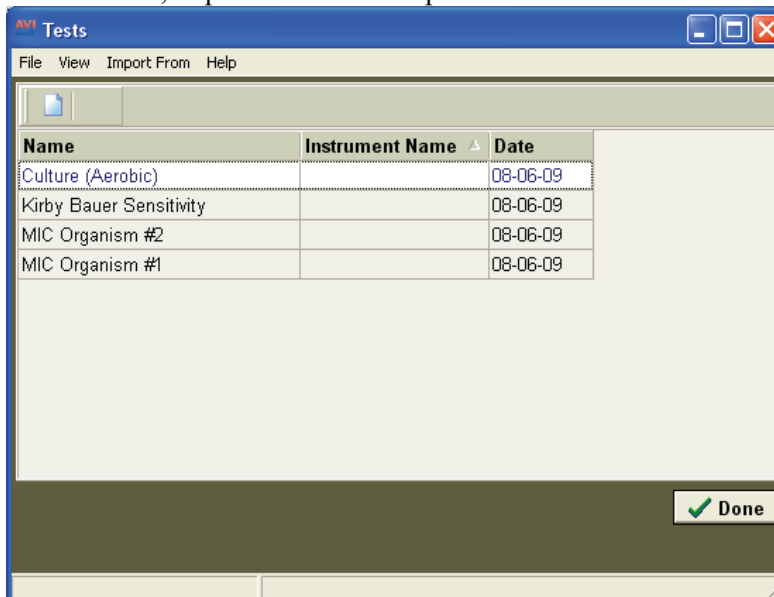 AVI Tests
File View Import From Help
Name Instrument Name Date
Culture (Aerobic) 08-06-09
Kirby Bauer Sensitivity 08-06-09
MIC Organism #2 08-06-09
MIC Organism #1 08-06-09
Done